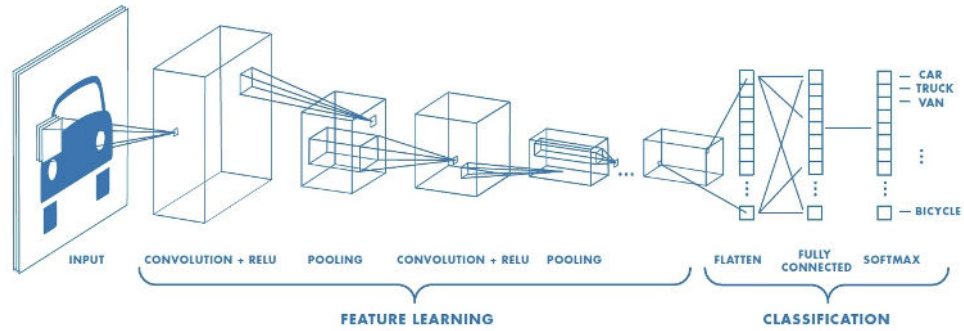 CAR
TRUCK
VAN
BICYCLE
INPUT
CONVOLUTION + RELU
POOLING
CONVOLUTION + RELU
POOLING
FLATTEN
FULLY
CONNECTED
SOFTMAX
FEATURE LEARNING
CLASSIFICATION